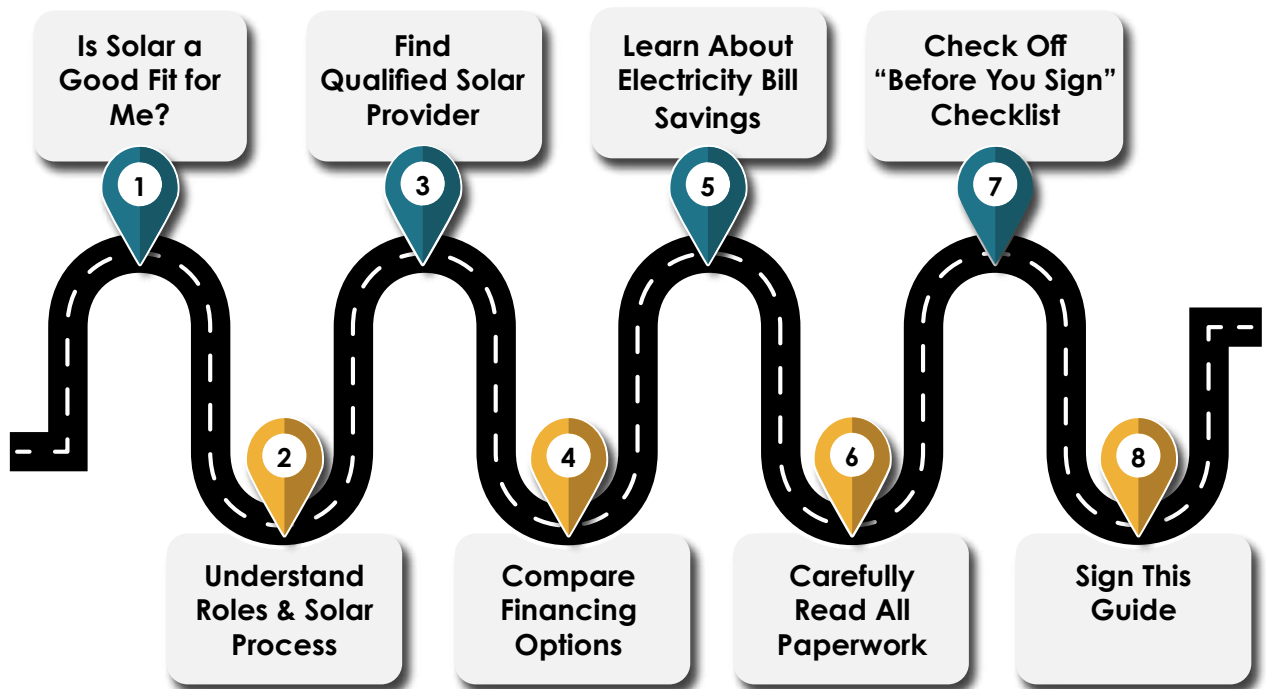 Is Solar a
Good Fit for
Me?
1
Understand
Roles & Solar
Process
2
Find
Qualified Solar
Provider
3
Compare
Financing
Options
4
Learn About
Electricity Bill
Savings
5
Carefully
Read All
Paperwork
6
Check Off
“Before You Sign”
Checklist
7
Sign This
Guide
8